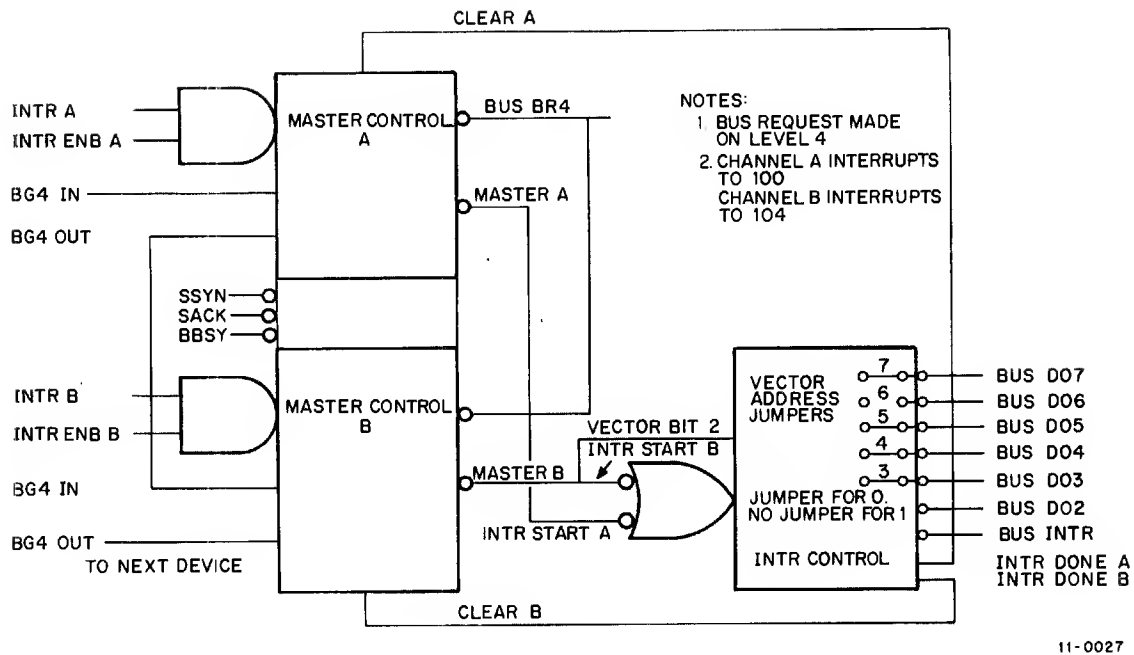 CLEAR A
INTR A
INTR ENB A
BG4 IN
BG4 OUT
MASTER CONTROL
A
BUS BR4
MASTER A
NOTES:
1. BUS REQUEST MADE
ON LEVEL 4
2. CHANNEL A INTERRUPTS
TO 100
CHANNEL B INTERRUPTS
TO 104
SSYN
SACK
BBSY
INTR B
INTR ENB B
BG4 IN
BG4 OUT
TO NEXT DEVICE
MASTER CONTROL
B
MASTER B
VECTOR BIT 2
INTR START B
INTR START A
VECTOR
ADDRESS
JUMPERS
7
6
5
4
3
JUMPER FOR 0.
NO JUMPER FOR 1
INTR CONTROL
BUS D07
BUS D06
BUS D05
BUS D04
BUS D03
BUS D02
BUS INTR
INTR DONE A
INTR DONE B
CLEAR B
11-0027